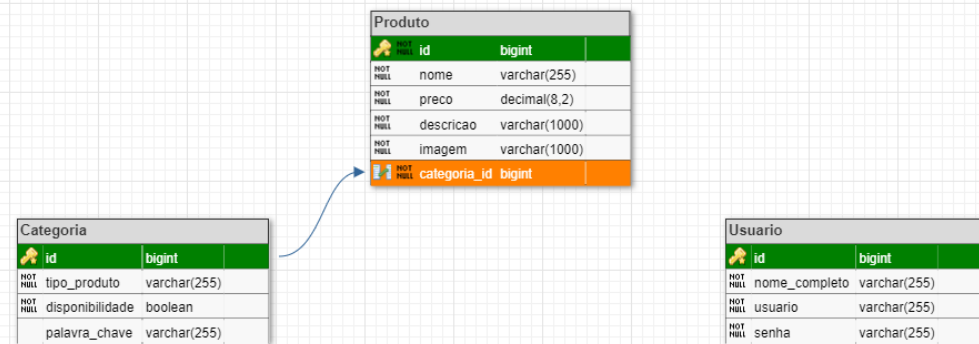 Produto
NOT NULL id bigint
NOT NULL nome varchar(255)
NOT NULL preco decimal(8,2)
NOT NULL descricao varchar(1000)
NOT NULL imagem varchar(1000)
NOT NULL categoria_id bigint
Categoria
id bigint
NOT NULL tipo_produto varchar(255)
NOT NULL disponibilidade boolean
palavra_chave varchar(255)
Usuario
id bigint
NOT NULL nome_completo varchar(255)
NOT NULL usuario varchar(255)
NOT NULL senha varchar(255)